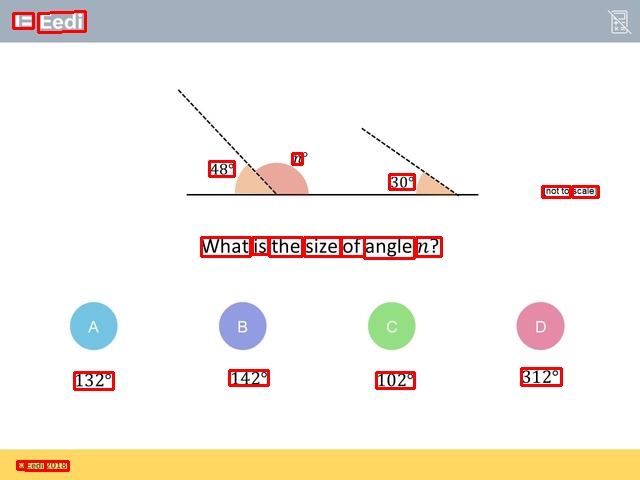 Eedi
48°
n°
30°
(not to scale)
What is the size of angle n?
A
B
C
D
132°
142°
102°
312°
© Eedi 2018